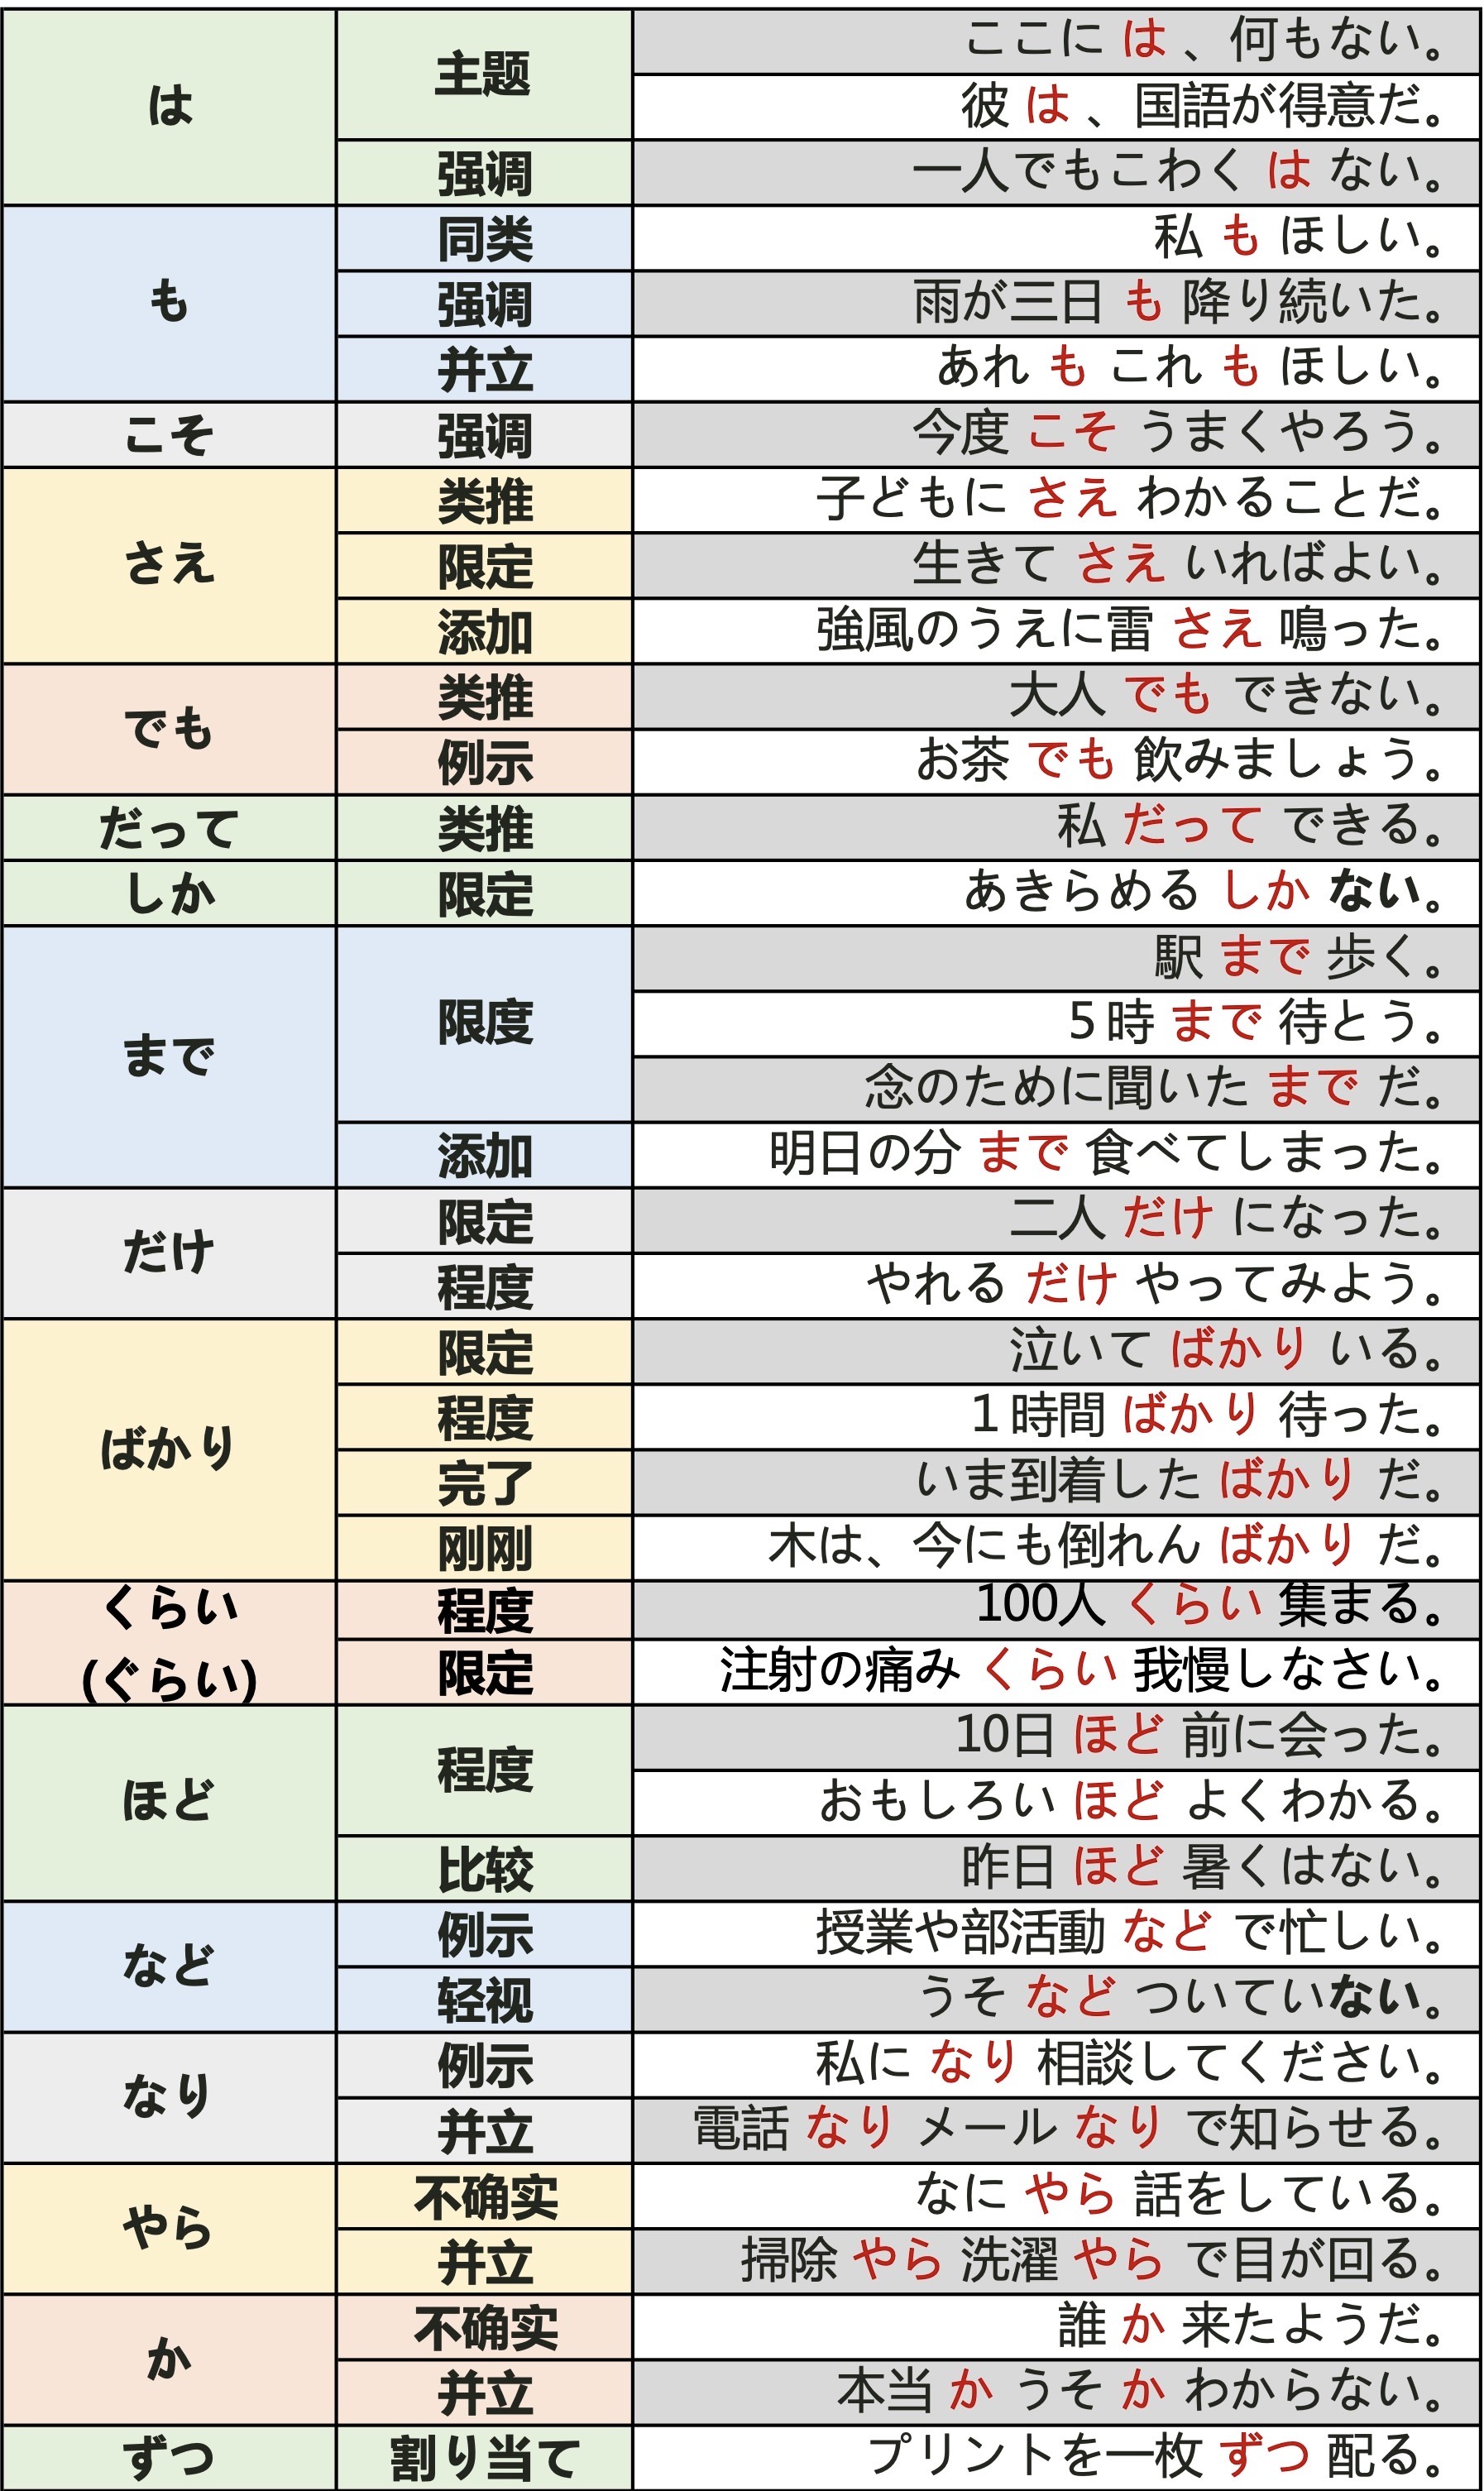 は
主题
ここに は 、何もない。
彼 は 、国語が得意だ。
强调
一人でもこわく は ない。
も
同类
私 も ほしい。
强调
雨が三日 も 降り続いた。
并立
あれ も これ も ほしい。
こそ
强调
今度 こそ うまくやろう。
さえ
类推
子どもに さえ わかることだ。
限定
生きて さえ いればよい。
添加
強風のうえに雷 さえ 鳴った。
でも
类推
大人 でも できない。
例示
お茶 でも 飲みましょう。
だって
类推
私 だって できる。
しか
限定
あきらめる しか ない。
まで
限度
駅 まで 歩く。
5時 まで 待とう。
念のために聞いた まで だ。
添加
明日の分 まで 食べてしまった。
だけ
限定
二人 だけ になった。
程度
やれる だけ やってみよう。
ばかり
限定
泣いて ばかり いる。
程度
1時間 ばかり 待った。
完了
いま到着した ばかり だ。
刚刚
木は、今にも倒れん ばかり だ。
くらい
(ぐらい)
程度
100人 くらい 集まる。
限定
注射の痛み くらい 我慢しなさい。
ほど
程度
10日 ほど 前に会った。
おもしろい ほど よくわかる。
比较
昨日 ほど 暑くはない。
など
例示
授業や部活動 など で忙しい。
轻视
うそ など ついていない。
なり
例示
私に なり 相談してください。
并立
電話 なり メール なり で知らせる。
やら
不确实
なに やら 話をしている。
并立
掃除 やら 洗濯 やら で目が回る。
か
不确实
誰 か 来たようだ。
并立
本当 か うそ か わからない。
ずつ
割り当て
プリントを一枚 ずつ 配る。